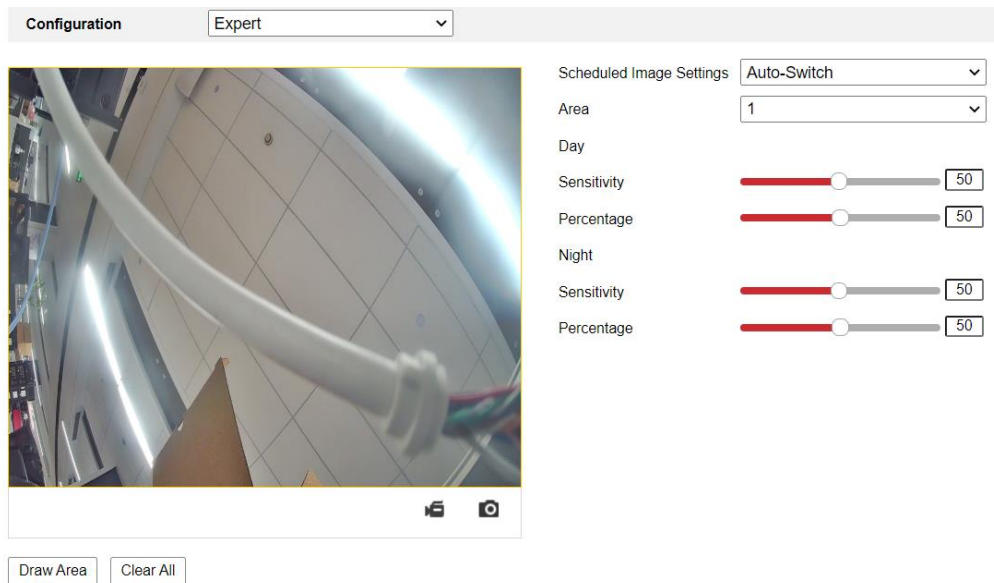 Configuration Expert
Scheduled Image Settings Auto-Switch
Area 1
Day
Sensitivity 50
Percentage 50
Night
Sensitivity 50
Percentage 50
Draw Area Clear All